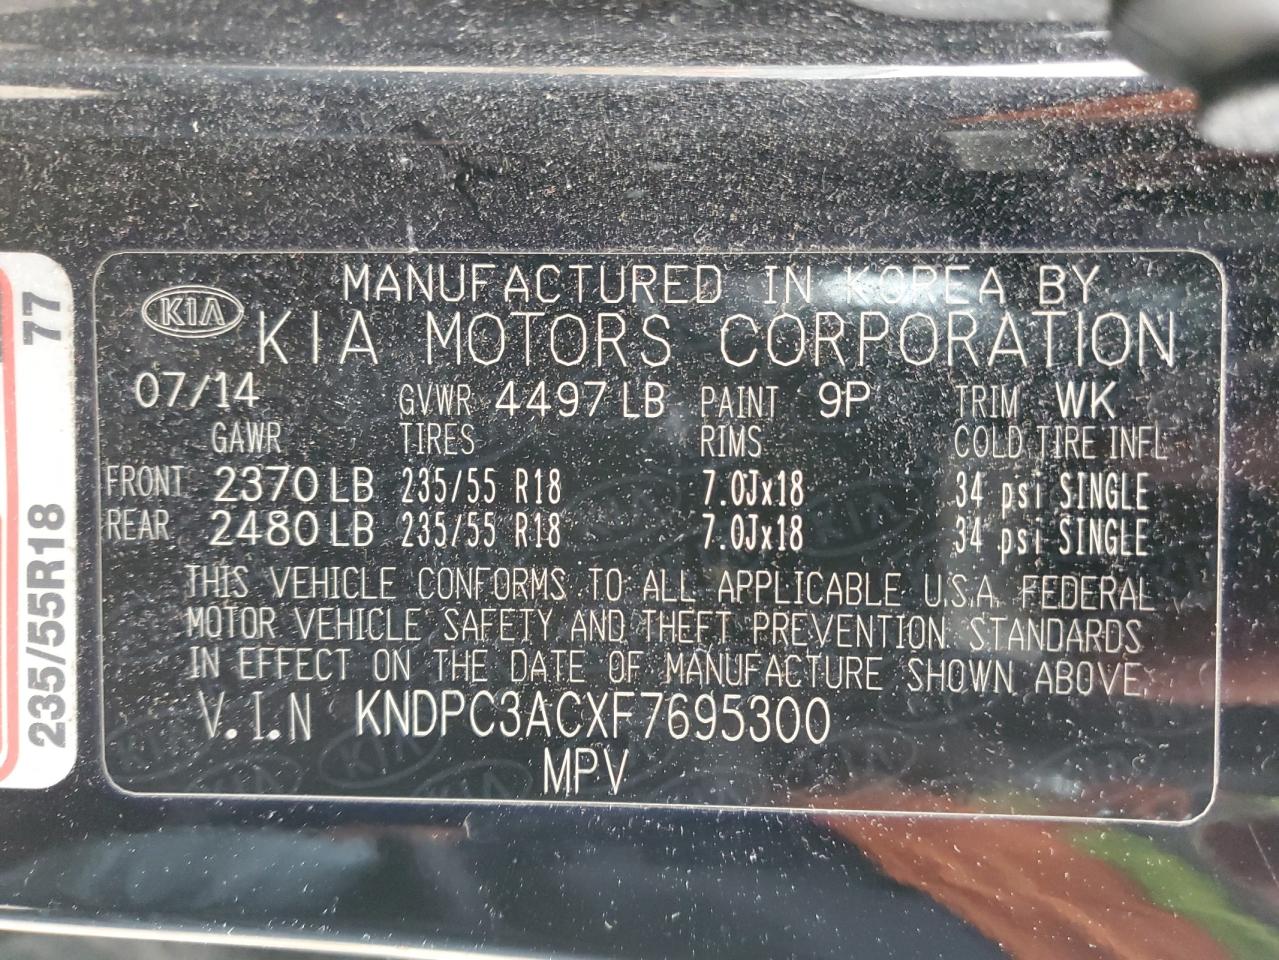 MANUFACTURED IN KOREA BY
KIA KIA MOTORS CORPORATION
07/14 GVWR 4497 LB PAINT 9P TRIM WK
GAWR TIRES RIMS COLD TIRE INFL
FRONT 2370 LB 235/55 R18 7.0Jx18 34 psi SINGLE
REAR 2480 LB 235/55 R18 7.0Jx18 34 psi SINGLE
THIS VEHICLE CONFORMS TO ALL APPLICABLE U.S.A. FEDERAL
MOTOR VEHICLE SAFETY AND THEFT PREVENTION STANDARDS
IN EFFECT ON THE DATE OF MANUFACTURE SHOWN ABOVE.
V.I.N KNDPC3ACXF7695300
MPV
235/55R18 77